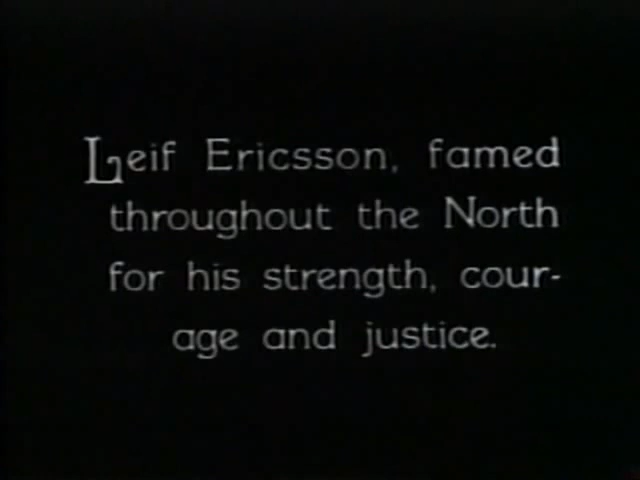 Leif Ericsson, famed
throughout the North
for his strength, cour-
age and justice.